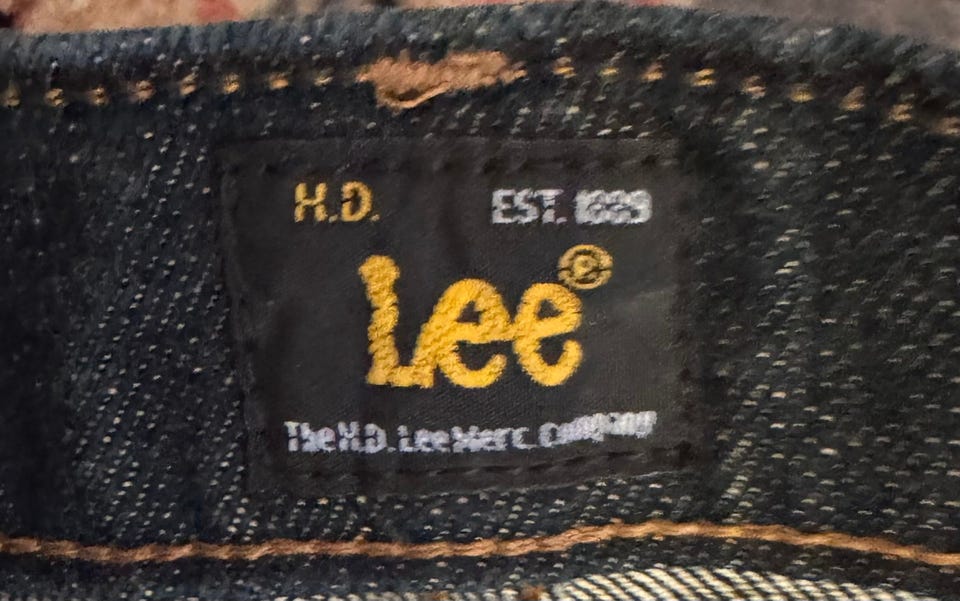 H.D. EST. 1889
Lee®
The H.D. Lee Merc. Company